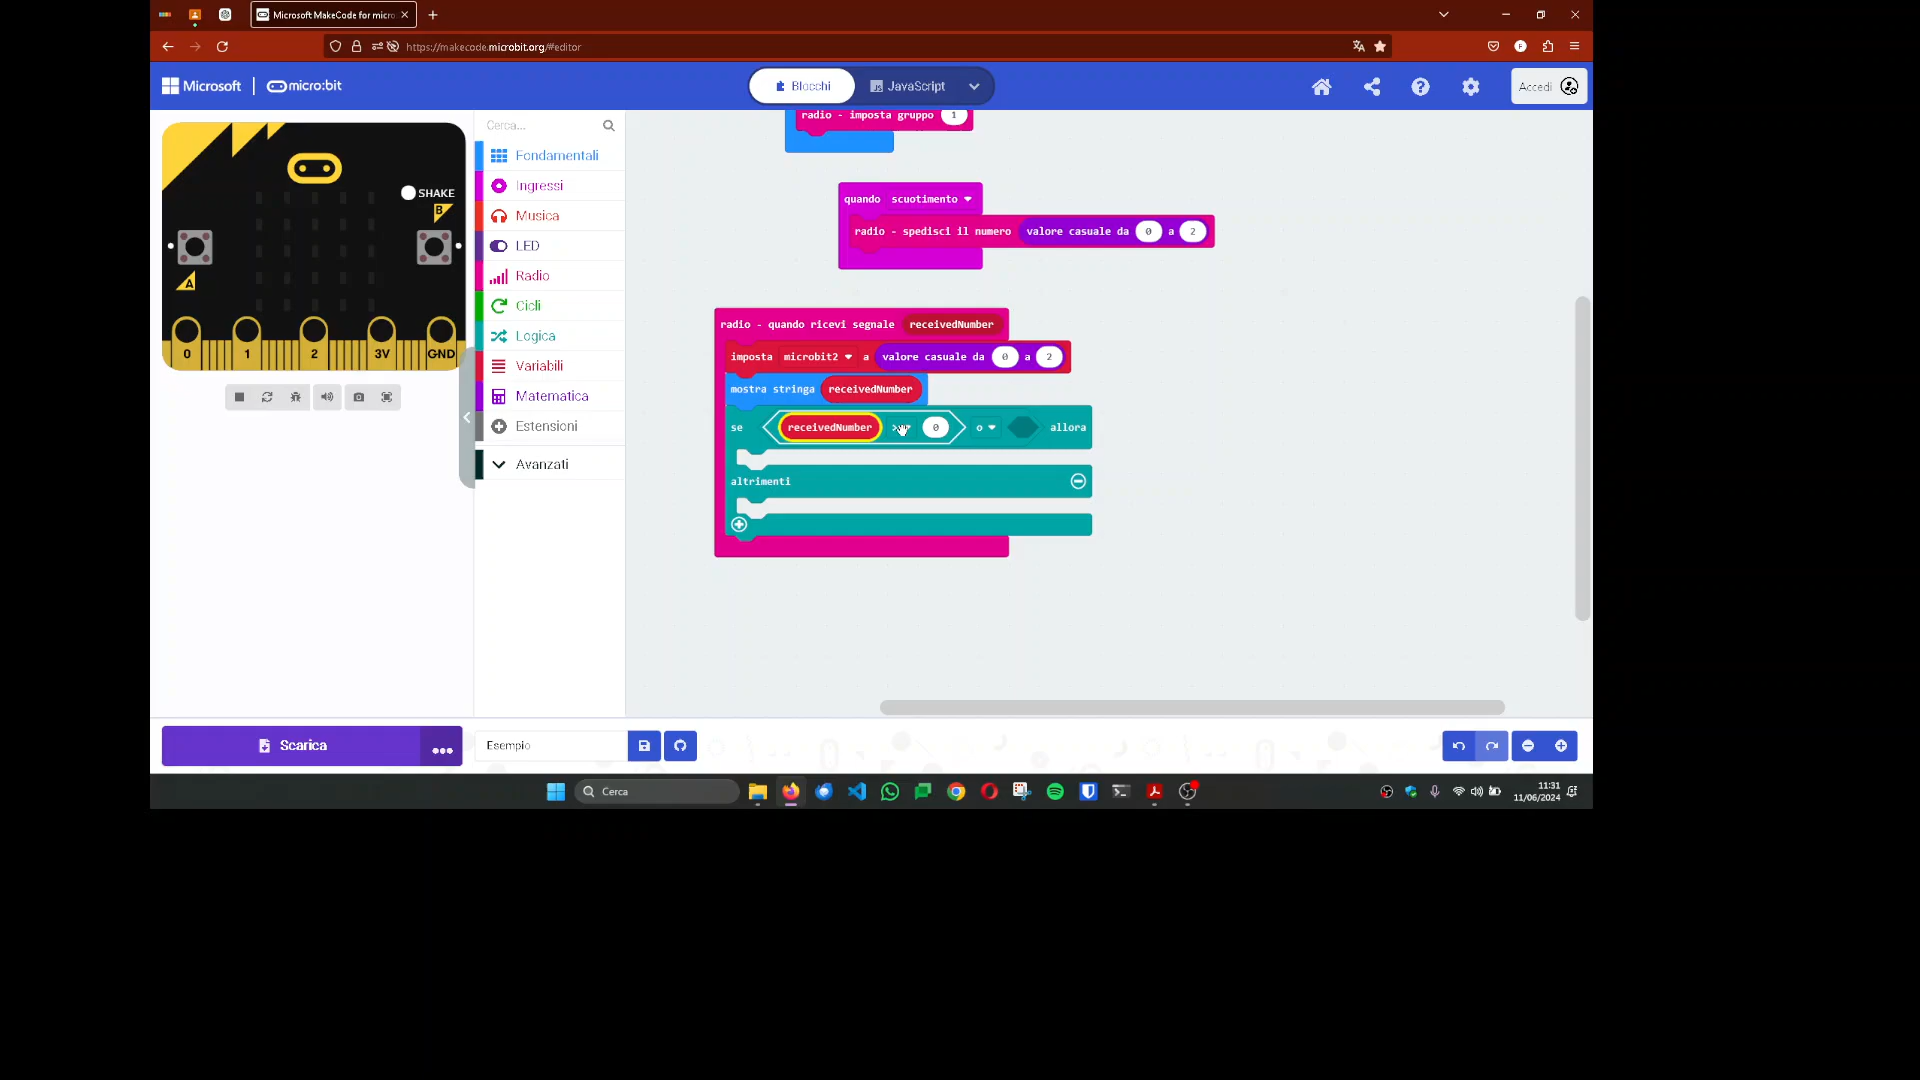 Microsoft MakeCode for micro
https://makecode.microbit.org/#editor
Microsoft
micro:bit
Blocchi
JavaScript
Accedi
SHAKE
B
A
0 1 2 3V GND
Cerca...
Fondamentali
Ingressi
Musica
LED
Radio
Cicli
Logica
Variabili
Matematica
Estensioni
Avanzati
radio - imposta gruppo 1
quando scuotimento
radio - spedisci il numero valore casuale da 0 a 2
radio - quando ricevi segnale receivedNumber
imposta microbit2 a valore casuale da 0 a 2
mostra stringa receivedNumber
se receivedNumber 0 o allora
altrimenti
Scarica
Esempio
Cerca
11:31
11/06/2024